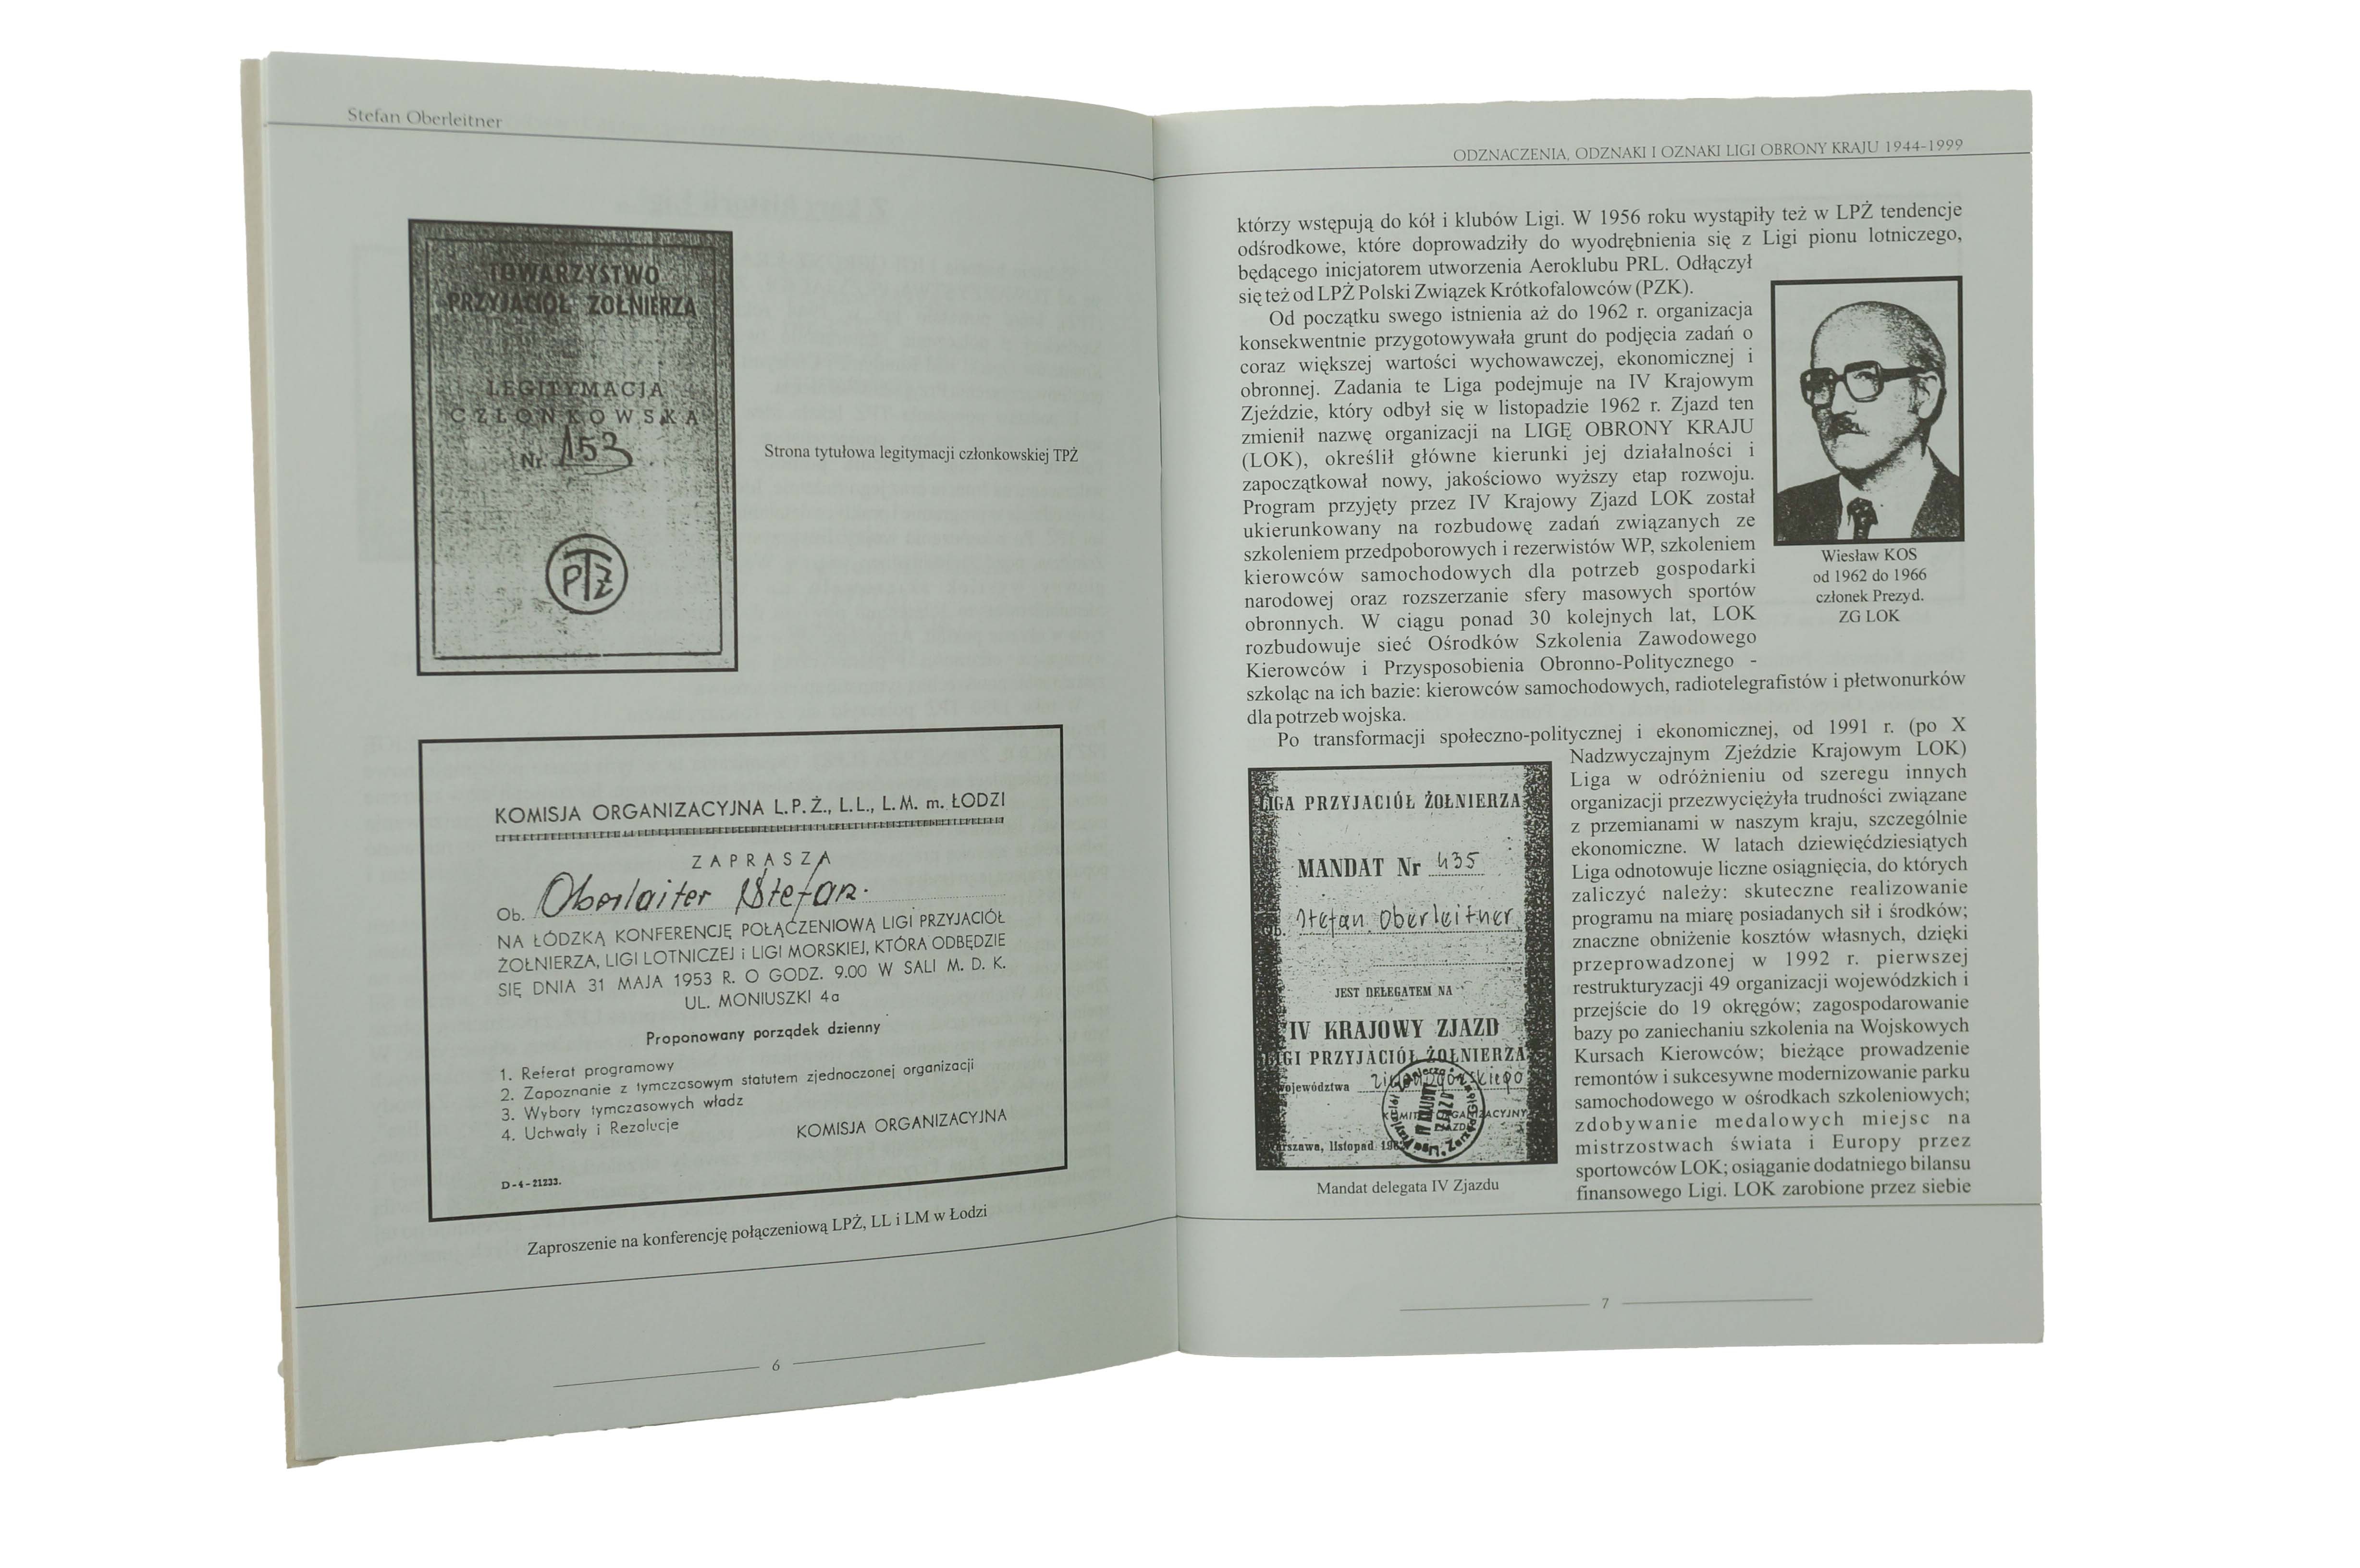 Stefan Oberleitner
TOWARZYSTWO
PRZYJACIÓŁ ŻOŁNIERZA
LEGITYMACJA
CZŁONKOWSKA
Nr. 153
TPŻ
Strona tytułowa legitymacji członkowskiej TPŻ
KOMISJA ORGANIZACYJNA L.P.Ż., L.L., L.M. m. ŁODZI
ZAPRASZA
Ob. Oberlaiter Stefan.
NA ŁÓDZKĄ KONFERENCJĘ POŁĄCZENIOWĄ LIGI PRZYJACIÓŁ
ŻOŁNIERZA, LIGI LOTNICZEJ i LIGI MORSKIEJ, KTÓRA ODBĘDZIE
SIĘ DNIA 31 MAJA 1953 R. O GODZ. 9.00 W SALI M. D. K.
UL. MONIUSZKI 4a
Proponowany porządek dzienny
1. Referat programowy
2. Zapoznanie z tymczasowym statutem zjednoczonej organizacji
3. Wybory tymczasowych władz
4. Uchwały i Rezolucje
KOMISJA ORGANIZACYJNA
D-4-21233.
Zaproszenie na konferencję połączeniową LPŻ, LL i LM w Łodzi
6
ODZNACZENIA, ODZNAKI I OZNAKI LIGI OBRONY KRAJU 1944-1999
którzy wstępują do kół i klubów Ligi. W 1956 roku wystąpiły też w LPŻ tendencje
odśrodkowe, które doprowadziły do wyodrębnienia się z Ligi pionu lotniczego,
będącego inicjatorem utworzenia Aeroklubu PRL. Odłączył
się też od LPŻ Polski Związek Krótkofalowców (PZK).
Od początku swego istnienia aż do 1962 r. organizacja
konsekwentnie przygotowywała grunt do podjęcia zadań o
coraz większej wartości wychowawczej, ekonomicznej i
obronnej. Zadania te Liga podejmuje na IV Krajowym
Zjeździe, który odbył się w listopadzie 1962 r. Zjazd ten
zmienił nazwę organizacji na LIGĘ OBRONY KRAJU
(LOK), określił główne kierunki jej działalności i
zapoczątkował nowy, jakościowo wyższy etap rozwoju.
Program przyjęty przez IV Krajowy Zjazd LOK został
ukierunkowany na rozbudowę zadań związanych ze
szkoleniem przedpoborowych i rezerwistów WP, szkoleniem
kierowców samochodowych dla potrzeb gospodarki
narodowej oraz rozszerzanie sfery masowych sportów
obronnych. W ciągu ponad 30 kolejnych lat, LOK
rozbudowuje sieć Ośrodków Szkolenia Zawodowego
Kierowców i Przysposobienia Obronno-Politycznego -
szkoląc na ich bazie: kierowców samochodowych, radiotelegrafistów i płetwonurków
dla potrzeb wojska.
Wiesław KOS
od 1962 do 1966
członek Prezyd.
ZG LOK
Po transformacji społeczno-politycznej i ekonomicznej, od 1991 r. (po X
Nadzwyczajnym Zjeździe Krajowym LOK)
Liga w odróżnieniu od szeregu innych
organizacji przezwyciężyła trudności związane
z przemianami w naszym kraju, szczególnie
ekonomiczne. W latach dziewięćdziesiątych
Liga odnotowuje liczne osiągnięcia, do których
zaliczyć należy: skuteczne realizowanie
programu na miarę posiadanych sił i środków;
znaczne obniżenie kosztów własnych, dzięki
przeprowadzonej w 1992 r. pierwszej
restrukturyzacji 49 organizacji wojewódzkich i
przejście do 19 okręgów; zagospodarowanie
bazy po zaniechaniu szkolenia na Wojskowych
Kursach Kierowców; bieżące prowadzenie
remontów i sukcesywne modernizowanie parku
samochodowego w ośrodkach szkoleniowych;
zdobywanie medalowych miejsc na
mistrzostwach świata i Europy przez
sportowców LOK; osiąganie dodatniego bilansu
finansowego Ligi. LOK zarobione przez siebie
LIGA PRZYJACIÓŁ ŻOŁNIERZA
MANDAT Nr 435
Ob. Stefan Oberleitner
JEST DELEGATEM NA
IV KRAJOWY ZJAZD
LIGI PRZYJACIÓŁ ŻOŁNIERZA
województwa zielonogórskiego
KOMITET ORGANIZACYJNY
ZJAZDU
Warszawa, listopad
Mandat delegata IV Zjazdu
7